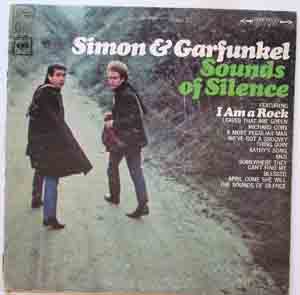 Simon & Garfunkel
Sounds
of Silence
FEATURING
I Am a Rock
LEAVES THAT ARE GREEN
RICHARD CORY
A MOST PECULIAR MAN
WE'VE GOT A GROOVEY
THING GOIN'
KATHY'S SONG
ANJI
SOMEWHERE THEY
CAN'T FIND ME
BLESSED
APRIL COME SHE WILL
THE SOUNDS OF SILENCE